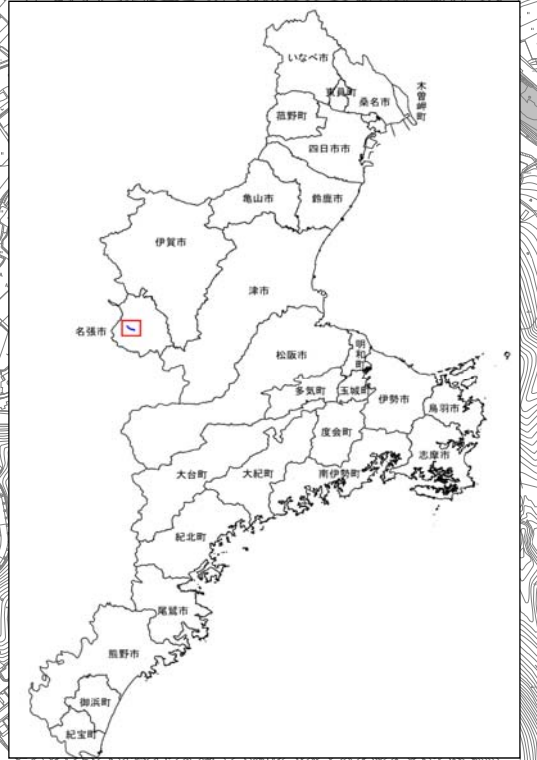 いなべ市
東員町
桑名市
木曽岬町
菰野町
四日市市
亀山市
鈴鹿市
伊賀市
津市
名張市
松阪市
明和町
多気町
玉城町
伊勢市
鳥羽市
度会町
志摩市
大台町
大紀町
南伊勢町
紀北町
尾鷲市
熊野市
御浜町
紀宝町